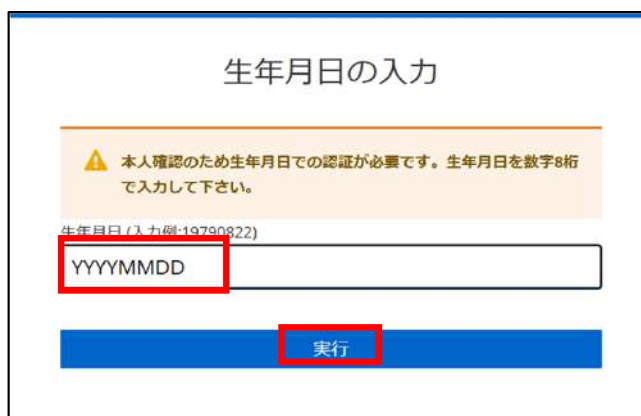 生年月日の入力
本人確認のため生年月日での認証が必要です。生年月日を数字8桁
で入力して下さい。
生年月日 (入力例:19790822)
YYYYMMDD
実行